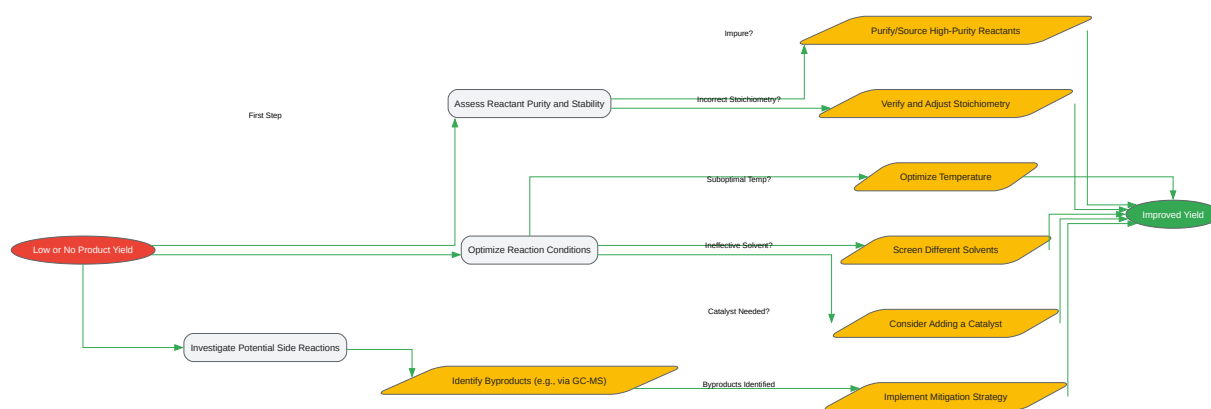 Impure?
Purify/Source High-Purity Reactants
Assess Reactant Purity and Stability
Incorrect Stoichiometry?
Verify and Adjust Stoichiometry
First Step
Suboptimal Temp?
Optimize Temperature
Improved Yield
Low or No Product Yield
Optimize Reaction Conditions
Ineffective Solvent?
Screen Different Solvents
Catalyst Needed?
Consider Adding a Catalyst
Investigate Potential Side Reactions
Identify Byproducts (e.g., via GC-MS)
Byproducts Identified
Implement Mitigation Strategy